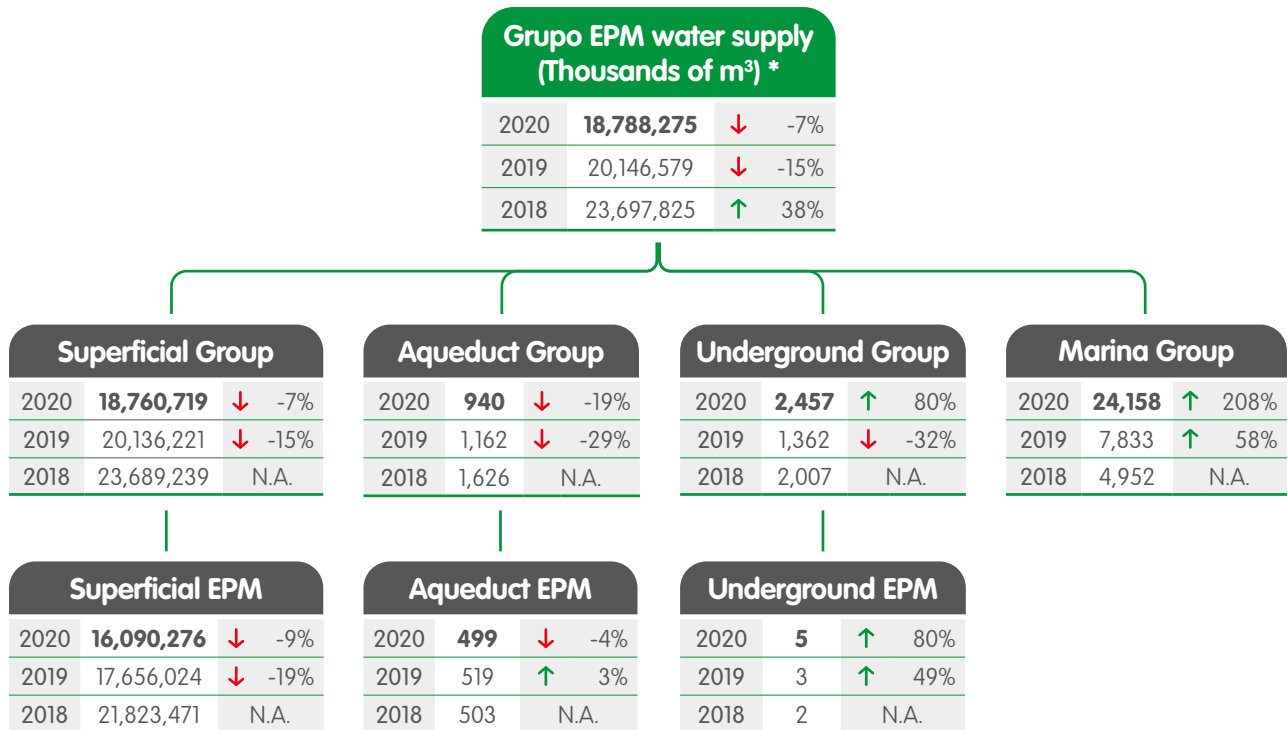 Grupo EPM water supply
(Thousands of m³) *
2020 18,788,275 ↓ -7%
2019 20,146,579 ↓ -15%
2018 23,697,825 ↑ 38%
Superficial Group
2020 18,760,719 ↓ -7%
2019 20,136,221 ↓ -15%
2018 23,689,239 N.A.
Aqueduct Group
2020 940 ↓ -19%
2019 1,162 ↓ -29%
2018 1,626 N.A.
Underground Group
2020 2,457 ↑ 80%
2019 1,362 ↓ -32%
2018 2,007 N.A.
Marina Group
2020 24,158 ↑ 208%
2019 7,833 ↑ 58%
2018 4,952 N.A.
Superficial EPM
2020 16,090,276 ↓ -9%
2019 17,656,024 ↓ -19%
2018 21,823,471 N.A.
Aqueduct EPM
2020 499 ↓ -4%
2019 519 ↑ 3%
2018 503 N.A.
Underground EPM
2020 5 ↑ 80%
2019 3 ↑ 49%
2018 2 N.A.